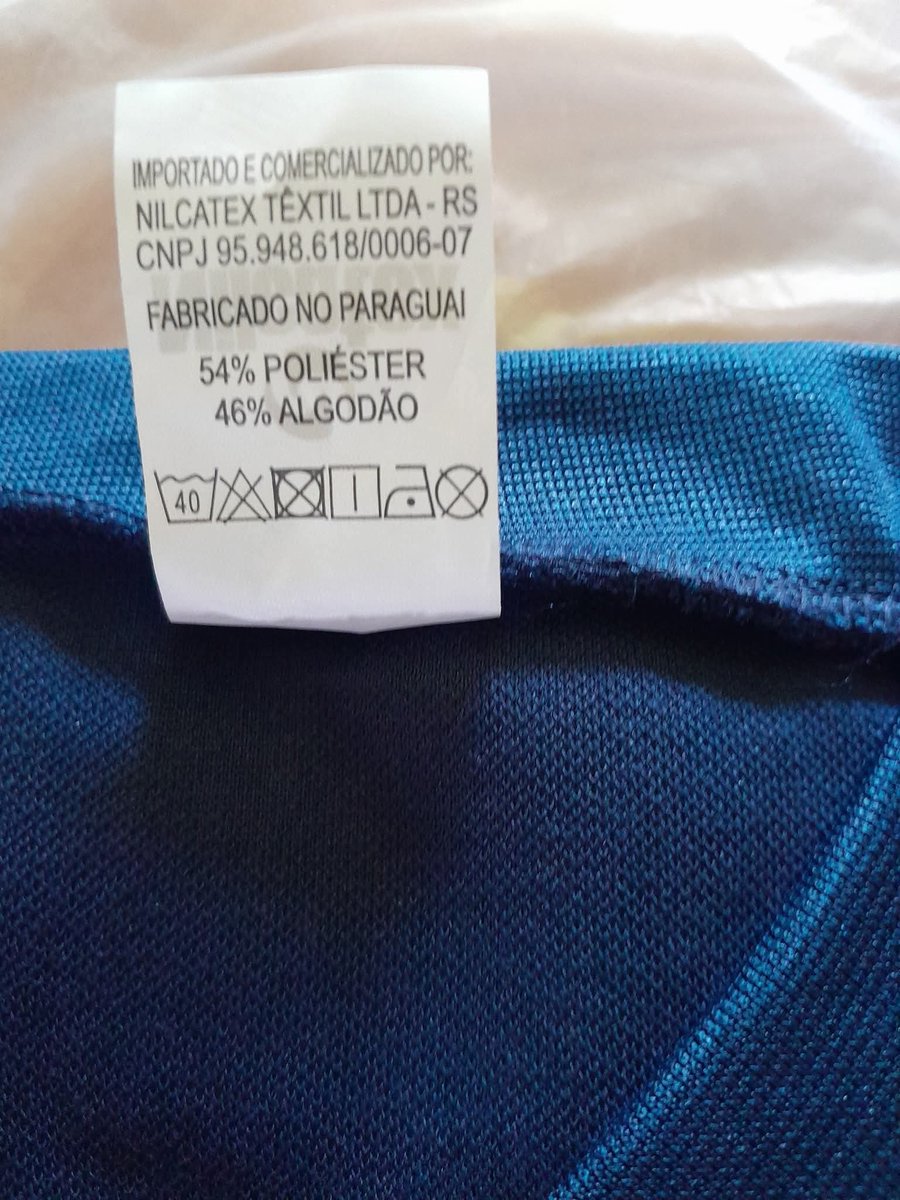 IMPORTADO E COMERCIALIZADO POR:
NILCATEX TÊXTIL LTDA - RS
CNPJ 95.948.618/0006-07
FABRICADO NO PARAGUAI
54% POLIÉSTER
46% ALGODÃO
40